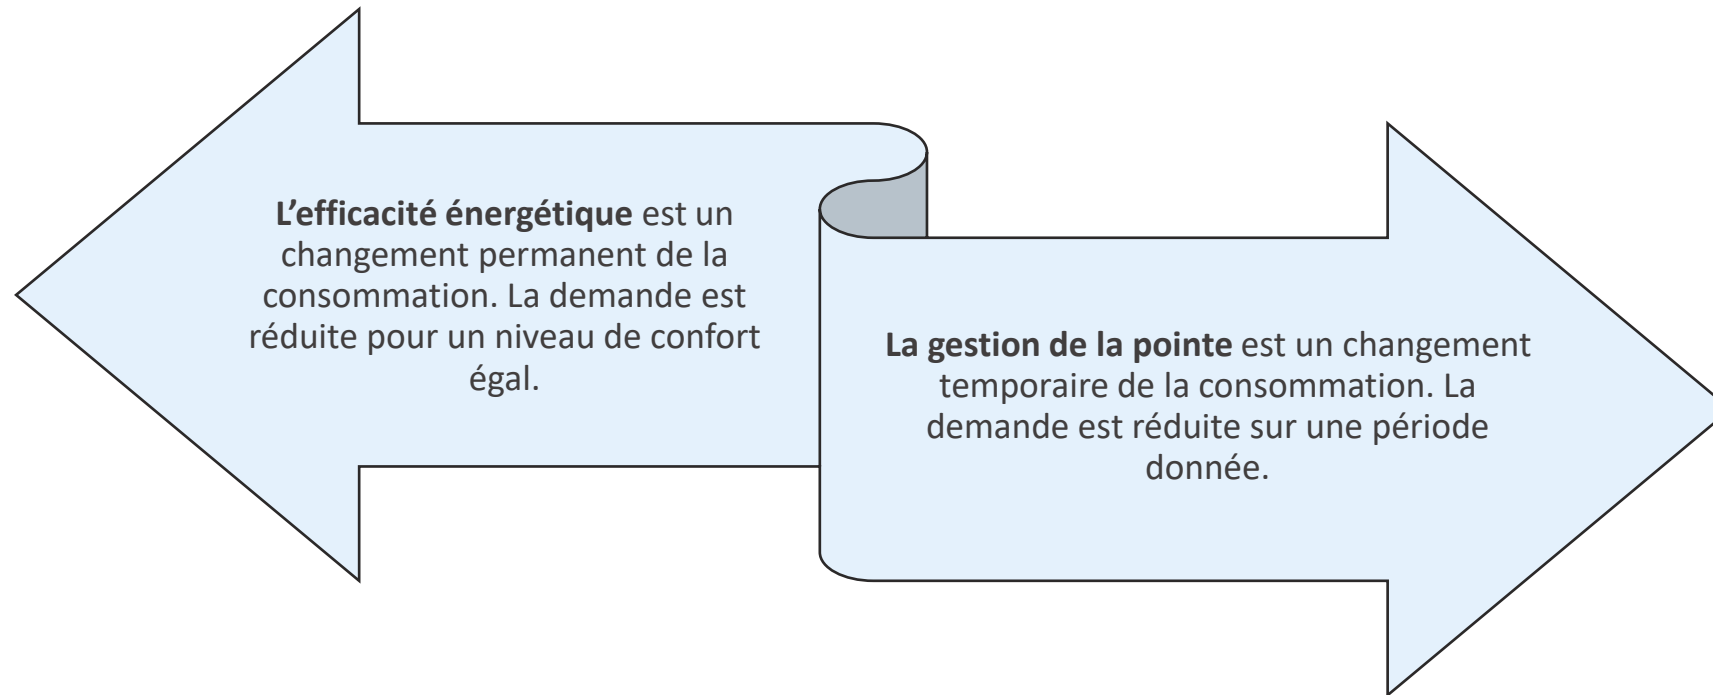 L’efficacité énergétique est un
changement permanent de la
consommation. La demande est
réduite pour un niveau de confort
égal.
La gestion de la pointe est un changement
temporaire de la consommation. La
demande est réduite sur une période
donnée.